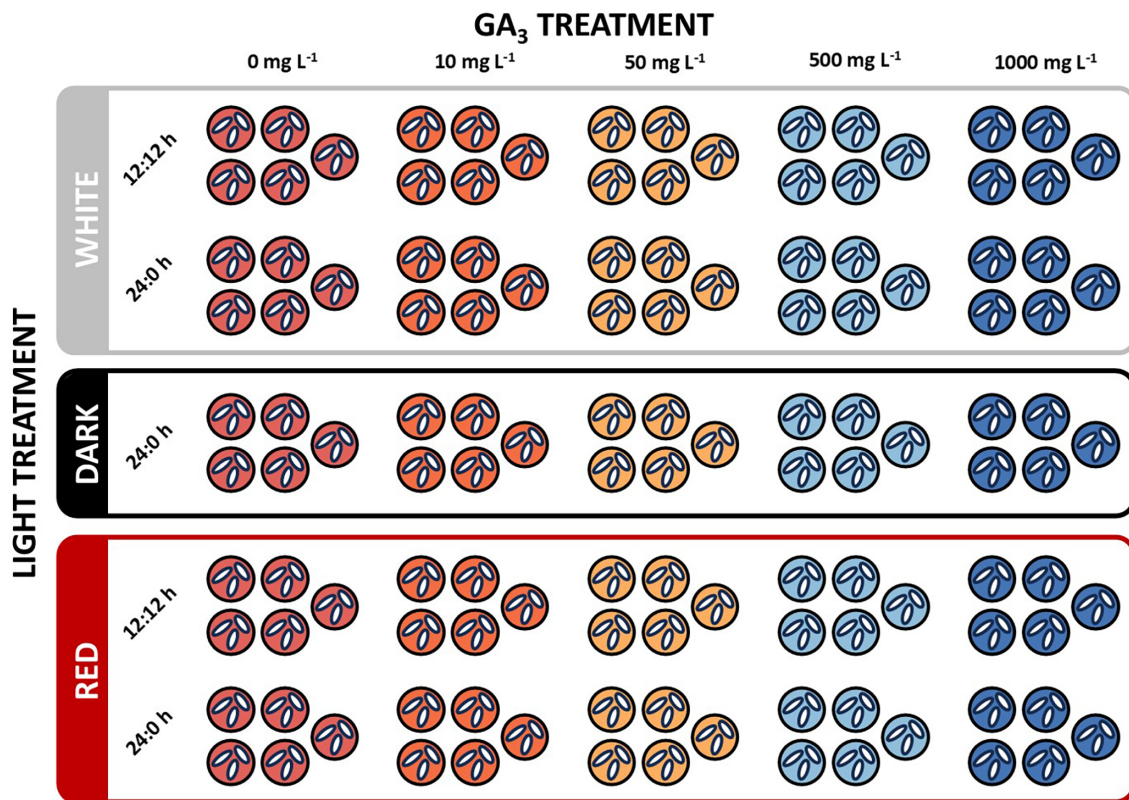 GA₃ TREATMENT
0 mg L⁻¹ 10 mg L⁻¹ 50 mg L⁻¹ 500 mg L⁻¹ 1000 mg L⁻¹
LIGHT TREATMENT
WHITE
12:12 h
24:0 h
DARK
24:0 h
RED
12:12 h
24:0 h